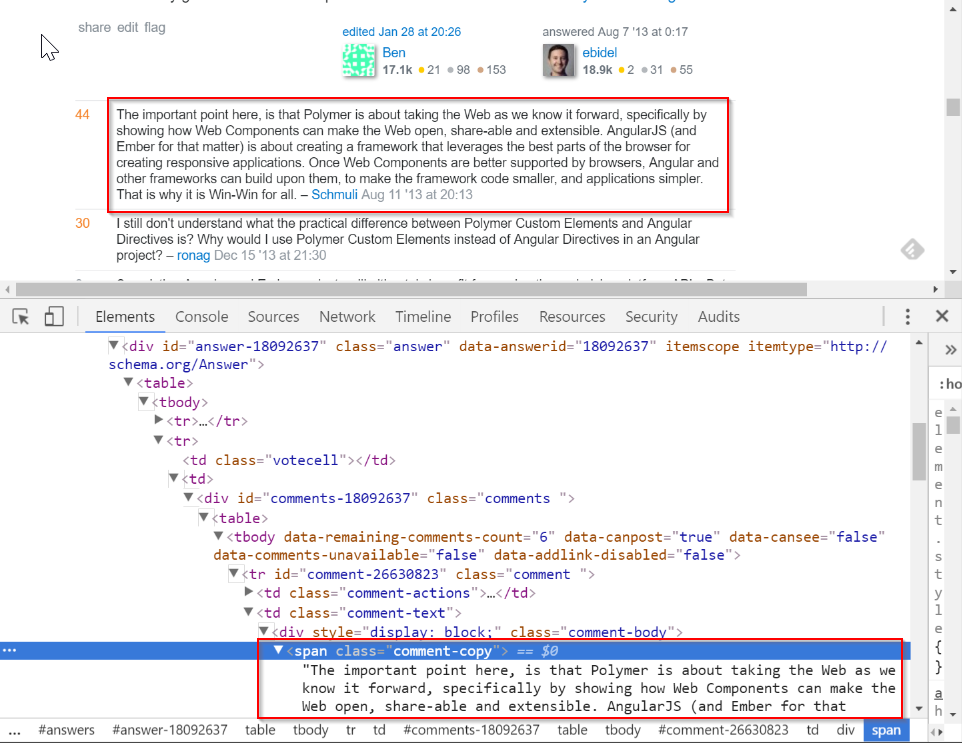 share edit flag
edited Jan 28 at 20:26
answered Aug 7 '13 at 0:17
Ben
ebidel
17.1k 21 98 153
18.9k 2 31 55
44 The important point here, is that Polymer is about taking the Web as we know it forward, specifically by
showing how Web Components can make the Web open, share-able and extensible. AngularJS (and
Ember for that matter) is about creating a framework that leverages the best parts of the browser for
creating responsive applications. Once Web Components are better supported by browsers, Angular and
other frameworks can build upon them, to make the framework code smaller, and applications simpler.
That is why it is Win-Win for all. – Schmuli Aug 11 '13 at 20:13
30 I still don't understand what the practical difference between Polymer Custom Elements and Angular
Directives is? Why would I use Polymer Custom Elements instead of Angular Directives in an Angular
project? – ronag Dec 15 '13 at 21:30
Elements Console Sources Network Timeline Profiles Resources Security Audits
▼<div id="answer-18092637" class="answer" data-answerid="18092637" itemscope itemtype="http://
schema.org/Answer">
▼<table>
▼<tbody>
▶<tr>…</tr>
▼<tr>
<td class="votecell"></td>
▼<td>
▼<div id="comments-18092637" class="comments ">
▼<table>
▼<tbody data-remaining-comments-count="6" data-canpost="true" data-cansee="false"
data-comments-unavailable="false" data-addlink-disabled="false">
▼<tr id="comment-26630823" class="comment ">
▶<td class="comment-actions">…</td>
▼<td class="comment-text">
▼<div style="display: block;" class="comment-body">
… ▼<span class="comment-copy"> == $0
"The important point here, is that Polymer is about taking the Web as we
know it forward, specifically by showing how Web Components can make the
Web open, share-able and extensible. AngularJS (and Ember for that
:ho
e
l
e
m
e
n
t
.
s
t
y
l
e
{
}
a
h
... #answers #answer-18092637 table tbody tr td #comments-18092637 table tbody #comment-26630823 td div span